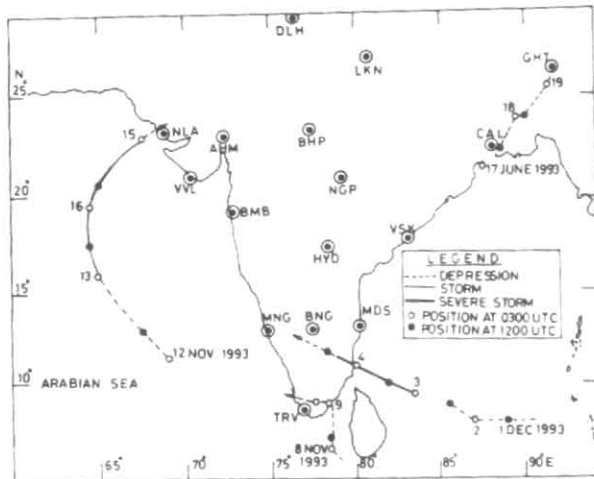 DLH
LKN
GHT
19
N.
25°
18
15
NLA
AHM
BHP
CAL
17 JUNE 1993
VVL
NGP
20°
16
BMB
VSK
HYD
LEGEND
DEPRESSION
STORM
SEVERE STORM
POSITION AT 0300 UTC
POSITION AT 1200 UTC
13
15°
MNG
BNG
MDS
12 NOV 1993
4
10°
ARABIAN SEA
3
9
TRV
2
1 DEC 1993
8 NOV
1993
65°
70°
75°
80°
85°
90°E